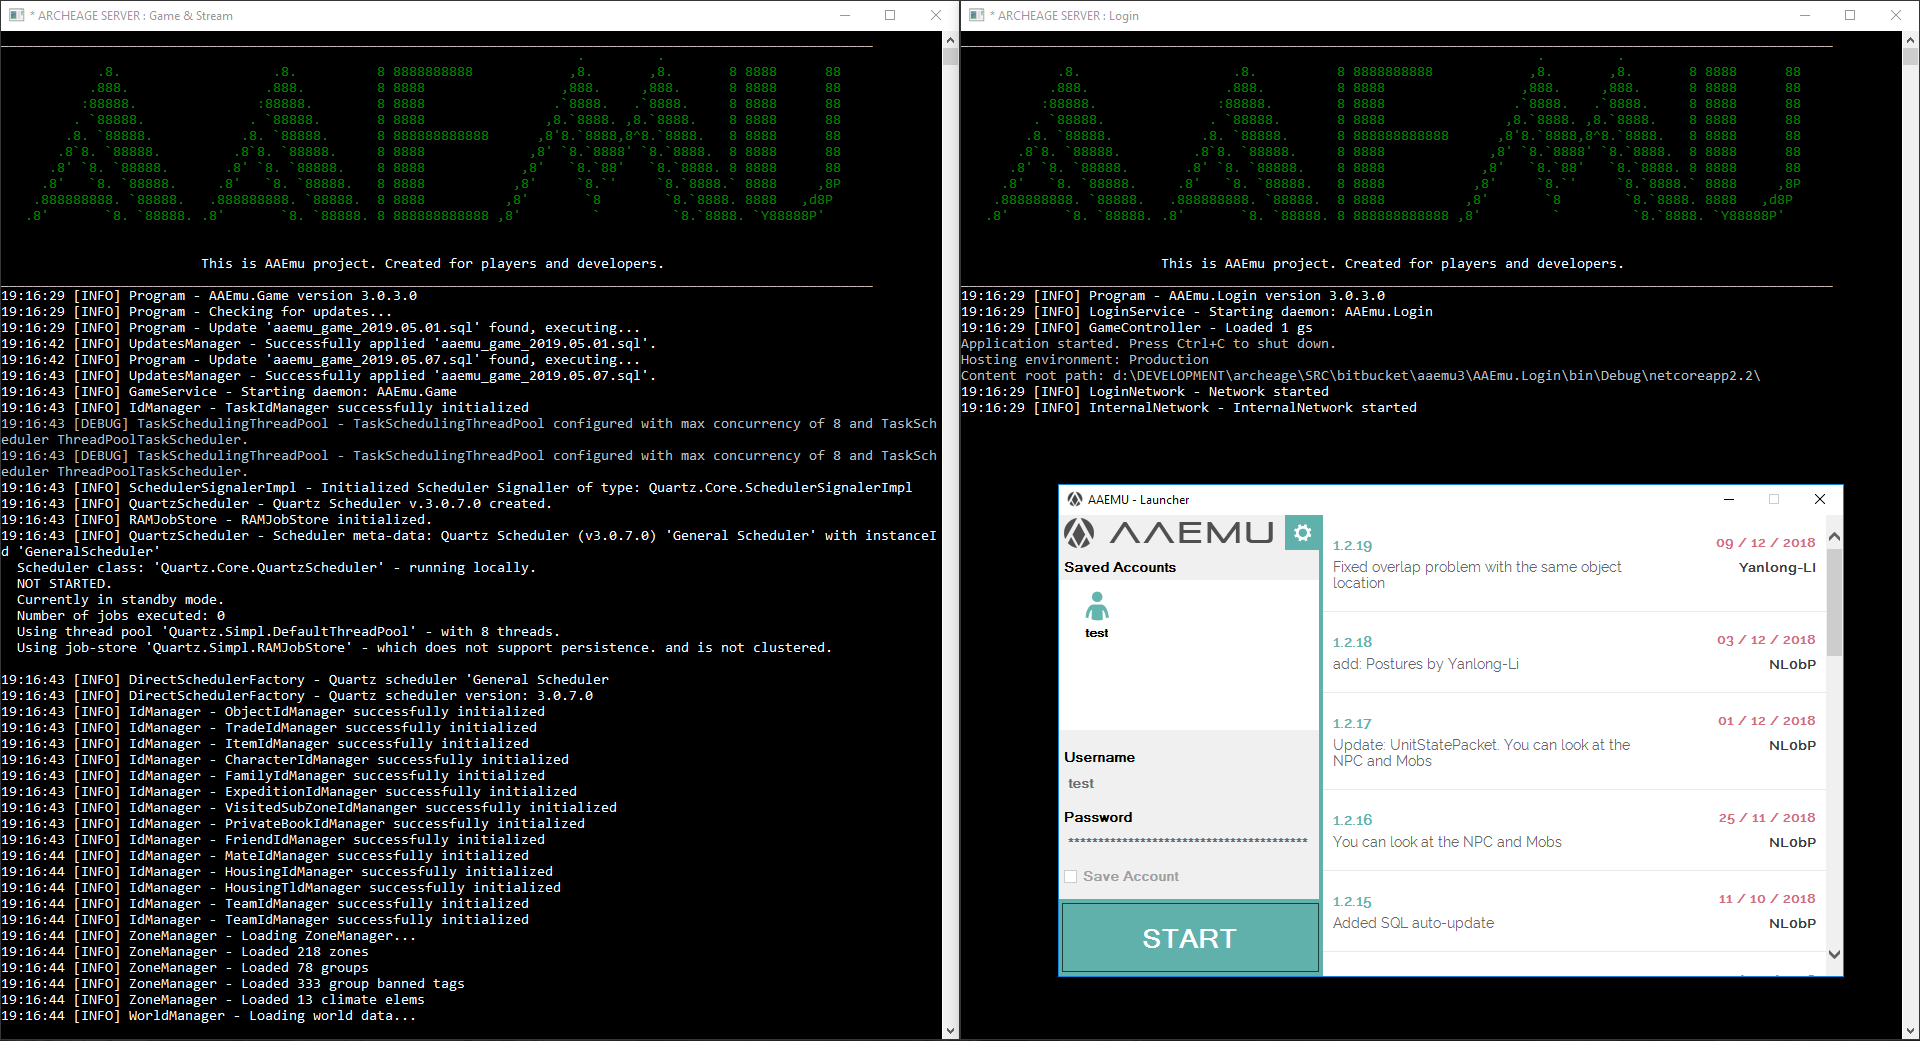 * ARCHEAGE SERVER : Game & Stream
This is AAEmu project. Created for players and developers.
19:16:29 [INFO] Program - AAEmu.Game version 3.0.3.0
19:16:29 [INFO] Program - Checking for updates...
19:16:29 [INFO] Program - Update 'aaemu_game_2019.05.01.sql' found, executing...
19:16:42 [INFO] UpdatesManager - Successfully applied 'aaemu_game_2019.05.01.sql'.
19:16:42 [INFO] Program - Update 'aaemu_game_2019.05.07.sql' found, executing...
19:16:43 [INFO] UpdatesManager - Successfully applied 'aaemu_game_2019.05.07.sql'.
19:16:43 [INFO] GameService - Starting daemon: AAEmu.Game
19:16:43 [INFO] IdManager - TaskIdManager successfully initialized
19:16:43 [DEBUG] TaskSchedulingThreadPool - TaskSchedulingThreadPool configured with max concurrency of 8 and TaskSch
eduler ThreadPoolTaskScheduler.
19:16:43 [DEBUG] TaskSchedulingThreadPool - TaskSchedulingThreadPool configured with max concurrency of 8 and TaskSch
eduler ThreadPoolTaskScheduler.
19:16:43 [INFO] SchedulerSignalerImpl - Initialized Scheduler Signaller of type: Quartz.Core.SchedulerSignalerImpl
19:16:43 [INFO] QuartzScheduler - Quartz Scheduler v.3.0.7.0 created.
19:16:43 [INFO] RAMJobStore - RAMJobStore initialized.
19:16:43 [INFO] QuartzScheduler - Scheduler meta-data: Quartz Scheduler (v3.0.7.0) 'General Scheduler' with instanceI
d 'GeneralScheduler'
Scheduler class: 'Quartz.Core.QuartzScheduler' - running locally.
NOT STARTED.
Currently in standby mode.
Number of jobs executed: 0
Using thread pool 'Quartz.Simpl.DefaultThreadPool' - with 8 threads.
Using job-store 'Quartz.Simpl.RAMJobStore' - which does not support persistence. and is not clustered.
19:16:43 [INFO] DirectSchedulerFactory - Quartz scheduler 'General Scheduler
19:16:43 [INFO] DirectSchedulerFactory - Quartz scheduler version: 3.0.7.0
19:16:43 [INFO] IdManager - ObjectIdManager successfully initialized
19:16:43 [INFO] IdManager - TradeIdManager successfully initialized
19:16:43 [INFO] IdManager - ItemIdManager successfully initialized
19:16:43 [INFO] IdManager - CharacterIdManager successfully initialized
19:16:43 [INFO] IdManager - FamilyIdManager successfully initialized
19:16:43 [INFO] IdManager - ExpeditionIdManager successfully initialized
19:16:43 [INFO] IdManager - VisitedSubZoneIdMananger successfully initialized
19:16:43 [INFO] IdManager - PrivateBookIdManager successfully initialized
19:16:43 [INFO] IdManager - FriendIdManager successfully initialized
19:16:44 [INFO] IdManager - MateIdManager successfully initialized
19:16:44 [INFO] IdManager - HousingIdManager successfully initialized
19:16:44 [INFO] IdManager - HousingTldManager successfully initialized
19:16:44 [INFO] IdManager - TeamIdManager successfully initialized
19:16:44 [INFO] IdManager - TeamIdManager successfully initialized
19:16:44 [INFO] ZoneManager - Loading ZoneManager...
19:16:44 [INFO] ZoneManager - Loaded 218 zones
19:16:44 [INFO] ZoneManager - Loaded 78 groups
19:16:44 [INFO] ZoneManager - Loaded 333 group banned tags
19:16:44 [INFO] ZoneManager - Loaded 13 climate elems
19:16:44 [INFO] WorldManager - Loading world data...
* ARCHEAGE SERVER : Login
This is AAEmu project. Created for players and developers.
19:16:29 [INFO] Program - AAEmu.Login version 3.0.3.0
19:16:29 [INFO] LoginService - Starting daemon: AAEmu.Login
19:16:29 [INFO] GameController - Loaded 1 gs
Application started. Press Ctrl+C to shut down.
Hosting environment: Production
Content root path: d:\DEVELOPMENT\archeage\SRC\bitbucket\aaemu3\AAEmu.Login\bin\Debug\netcoreapp2.2\
19:16:29 [INFO] LoginNetwork - Network started
19:16:29 [INFO] InternalNetwork - InternalNetwork started
AAEMU - Launcher
AAEMU
Saved Accounts
test
Username
test
Password
****************************************
Save Account
START
1.2.19
09 / 12 / 2018
Fixed overlap problem with the same object
location
Yanlong-LI
1.2.18
03 / 12 / 2018
add: Postures by Yanlong-Li
NL0bP
1.2.17
01 / 12 / 2018
Update: UnitStatePacket. You can look at the
NPC and Mobs
NL0bP
1.2.16
25 / 11 / 2018
You can look at the NPC and Mobs
NL0bP
1.2.15
11 / 10 / 2018
Added SQL auto-update
NL0bP